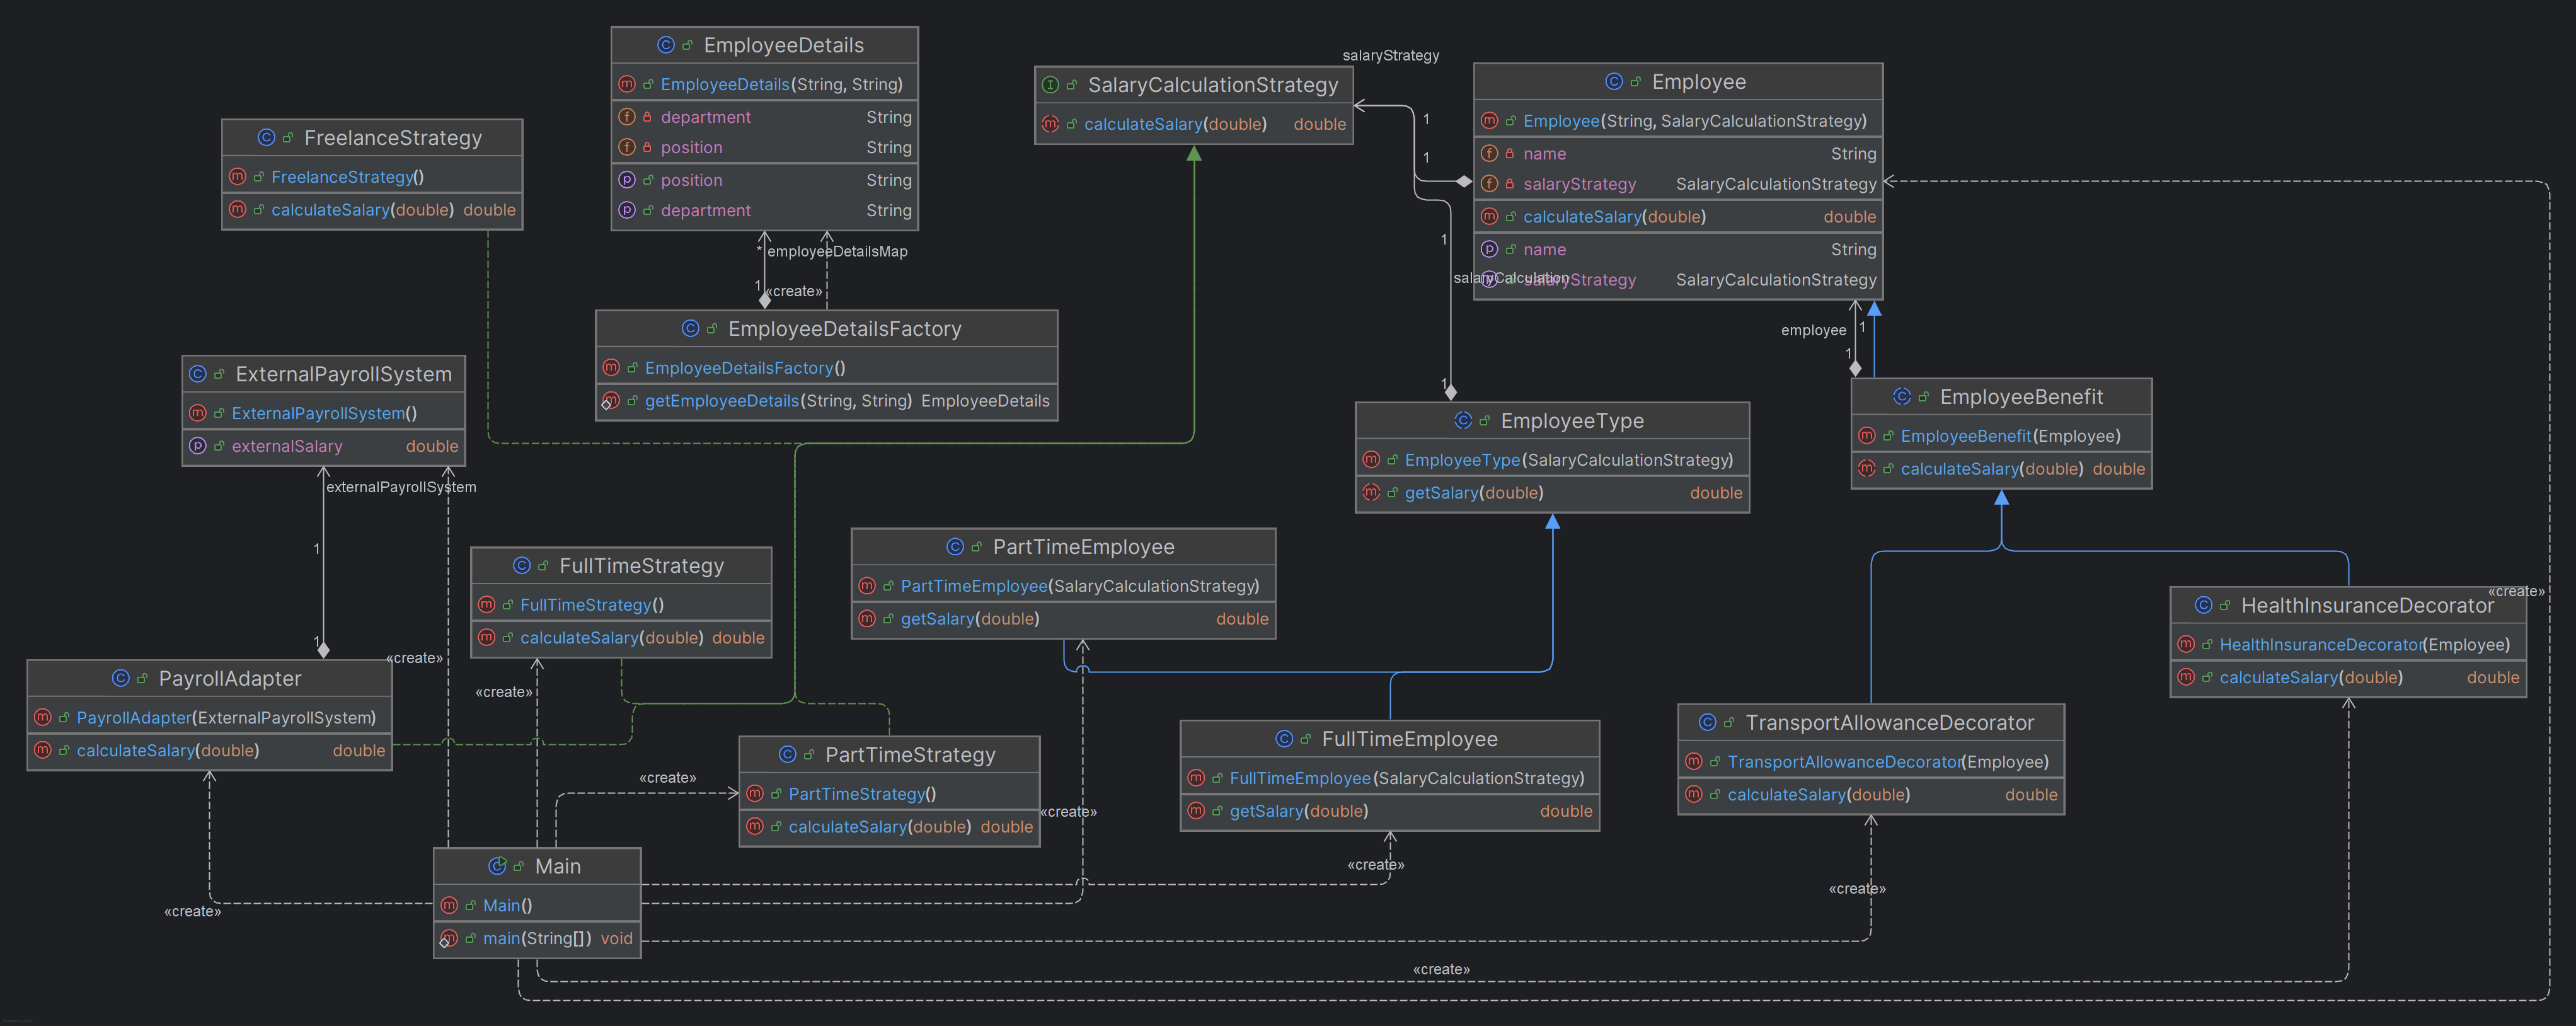 EmployeeDetails
EmployeeDetails(String, String)
department String
position String
position String
department String
salaryStrategy
SalaryCalculationStrategy
calculateSalary(double) double
Employee
Employee(String, SalaryCalculationStrategy)
name String
salaryStrategy SalaryCalculationStrategy
calculateSalary(double) double
name String
salaryStrategy SalaryCalculationStrategy
1
1
1
salaryCalculation
1
FreelanceStrategy
FreelanceStrategy()
calculateSalary(double) double
* employeeDetailsMap
1 «create»
EmployeeDetailsFactory
EmployeeDetailsFactory()
getEmployeeDetails(String, String) EmployeeDetails
employee 1
1
ExternalPayrollSystem
ExternalPayrollSystem()
externalSalary double
externalPayrollSystem
1
1
EmployeeType
EmployeeType(SalaryCalculationStrategy)
getSalary(double) double
EmployeeBenefit
EmployeeBenefit(Employee)
calculateSalary(double) double
FullTimeStrategy
FullTimeStrategy()
calculateSalary(double) double
PartTimeEmployee
PartTimeEmployee(SalaryCalculationStrategy)
getSalary(double) double
«create»
HealthInsuranceDecorator
HealthInsuranceDecorator(Employee)
calculateSalary(double) double
«create»
PayrollAdapter
PayrollAdapter(ExternalPayrollSystem)
calculateSalary(double) double
«create»
PartTimeStrategy
PartTimeStrategy()
calculateSalary(double) double
«create»
«create»
FullTimeEmployee
FullTimeEmployee(SalaryCalculationStrategy)
getSalary(double) double
TransportAllowanceDecorator
TransportAllowanceDecorator(Employee)
calculateSalary(double) double
Main
Main()
main(String[]) void
«create»
«create»
«create»
«create»